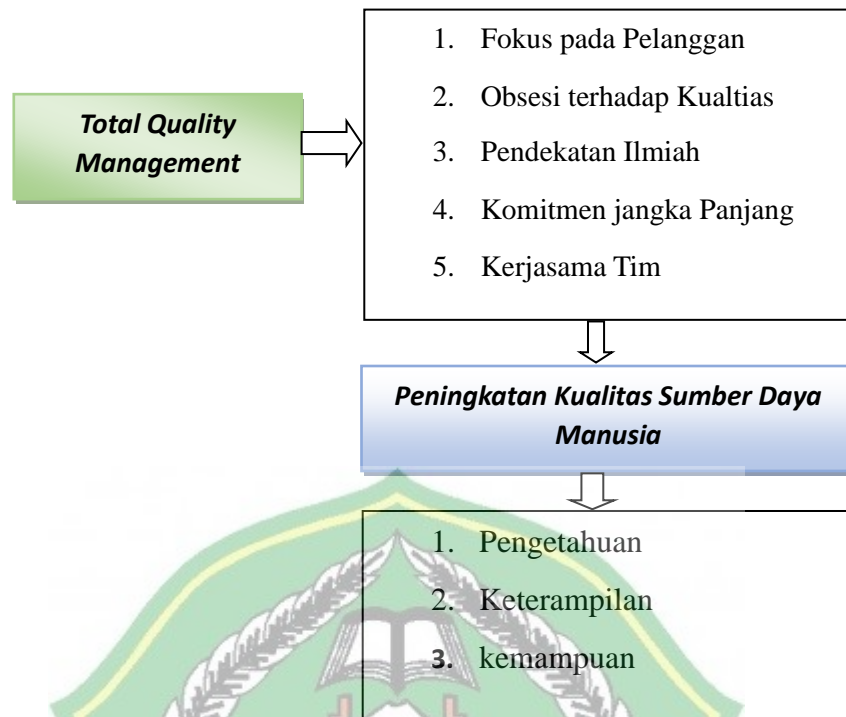 Total Quality
Management
1. Fokus pada Pelanggan
2. Obsesi terhadap Kualtias
3. Pendekatan Ilmiah
4. Komitmen jangka Panjang
5. Kerjasama Tim
Peningkatan Kualitas Sumber Daya
Manusia
1. Pengetahuan
2. Keterampilan
3. kemampuan